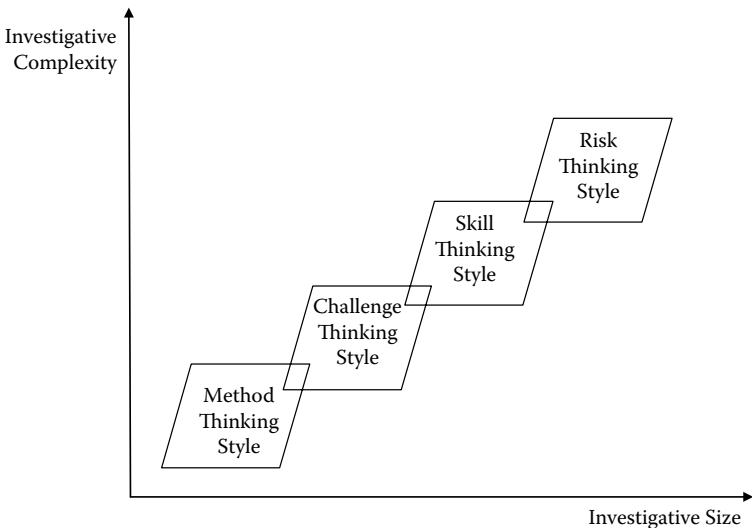 Investigative
Complexity
Risk
Thinking
Style
Skill
Thinking
Style
Challenge
Thinking
Style
Method
Thinking
Style
Investigative Size